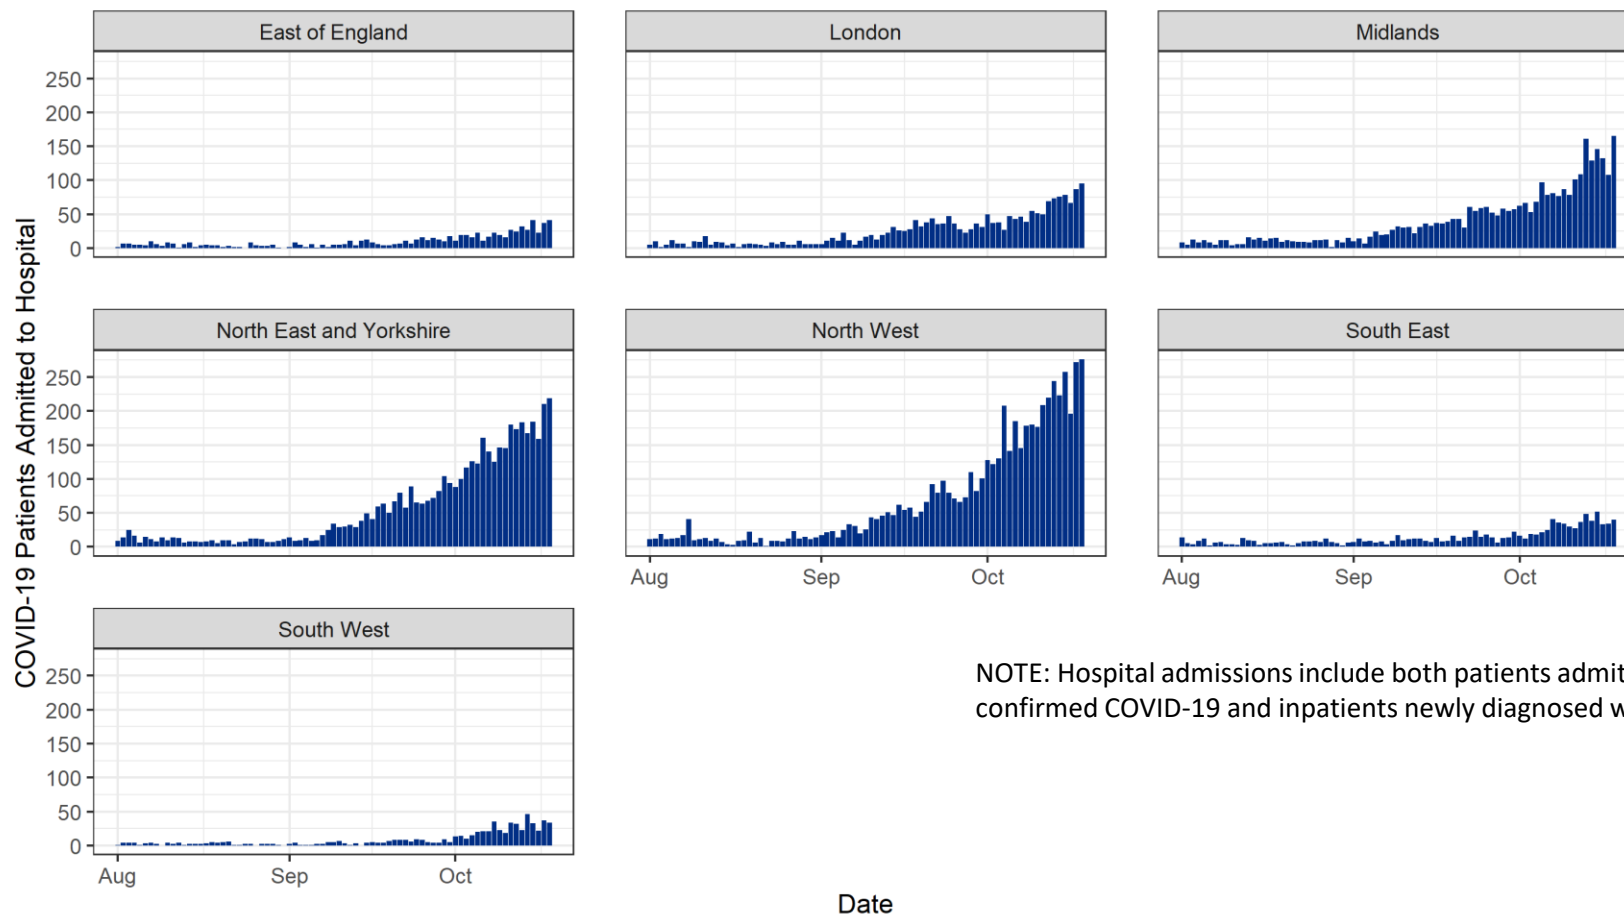 East of England
London
Midlands
250
200
150
100
50
0
COVID-19 Patients Admitted to Hospital
North East and Yorkshire
North West
South East
250
200
150
100
50
0
Aug Sep Oct
Aug Sep Oct
South West
250
200
150
100
50
0
Aug Sep Oct
NOTE: Hospital admissions include both patients
confirmed COVID-19 and inpatients newly diagnosed
Date